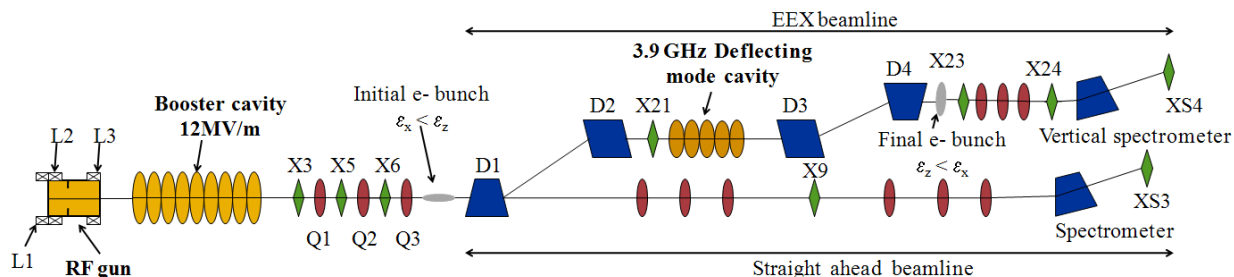 EEX beamline
3.9 GHz Deflecting
mode cavity
X23
D4
X24
Booster cavity
12MV/m
Initial e- bunch
εx < εz
D2
X21
D3
XS4
L2
L3
Final e- bunch
εz < εx
Vertical spectrometer
X3
X5
X6
D1
X9
XS3
Q1
Q2
Q3
Spectrometer
L1
RF gun
Straight ahead beamline